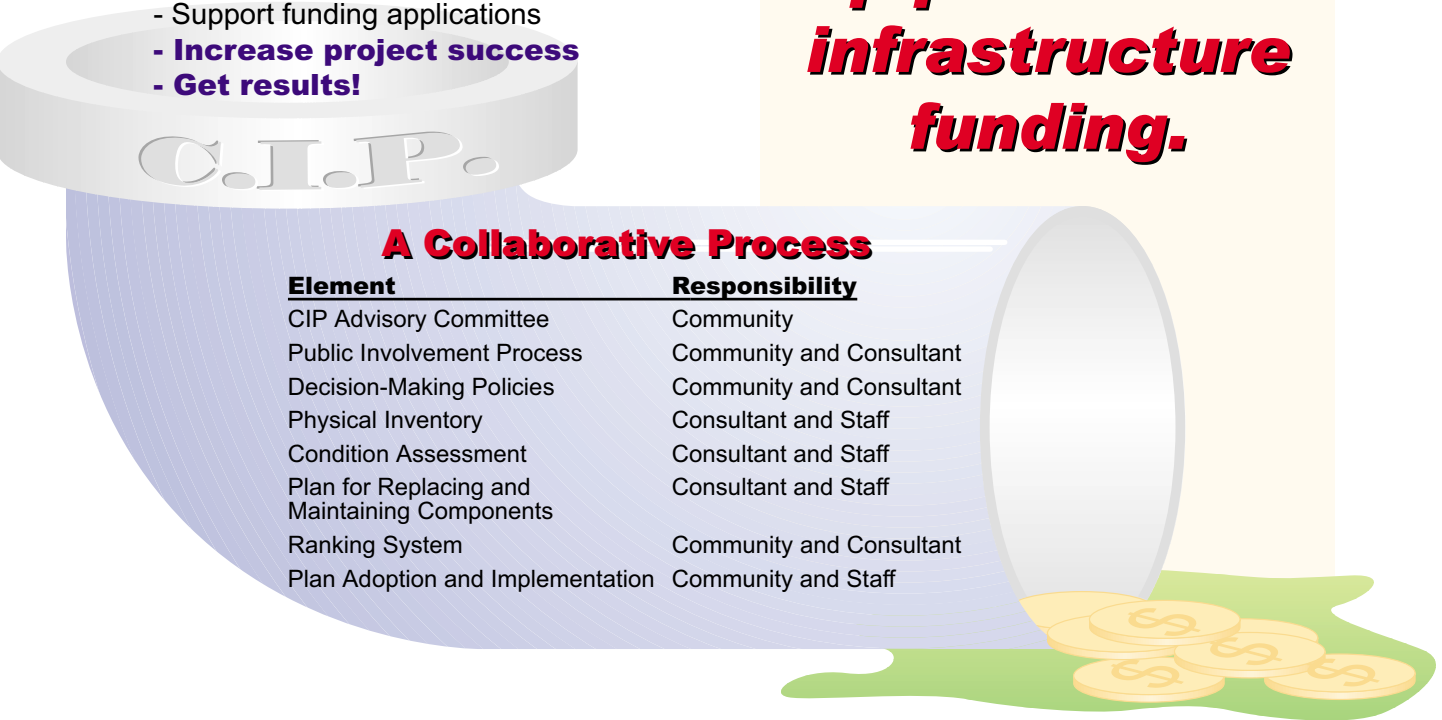 - Support funding applications
- Increase project success
- Get results!
infrastructure
funding.
C.I.P.
A Collaborative Process
Element Responsibility
CIP Advisory Committee Community
Public Involvement Process Community and Consultant
Decision-Making Policies Community and Consultant
Physical Inventory Consultant and Staff
Condition Assessment Consultant and Staff
Plan for Replacing and Consultant and Staff
Maintaining Components
Ranking System Community and Consultant
Plan Adoption and Implementation Community and Staff
$
$
$
$